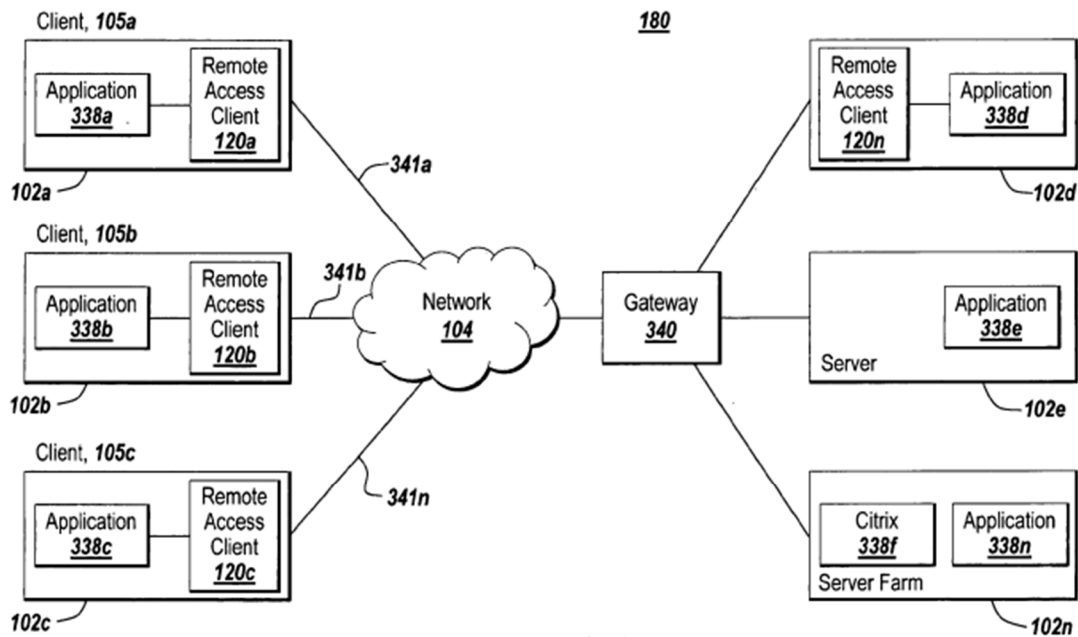 Client, 105a
180
Application
338a
Remote
Access
Client
120a
102a
341a
Remote
Access
Client
120n
Application
338d
102d
Client, 105b
Application
338b
Remote
Access
Client
120b
102b
341b
Network
104
Gateway
340
Application
338e
Server
102e
Client, 105c
Application
338c
Remote
Access
Client
120c
102c
341n
Citrix
338f
Application
338n
Server Farm
102n